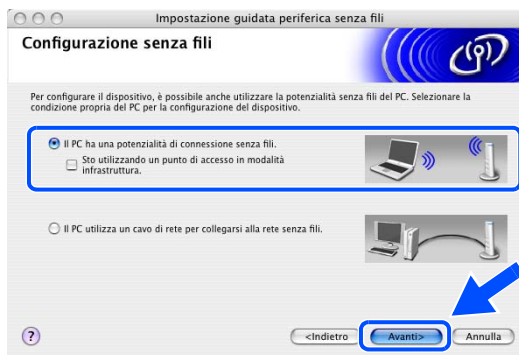 Impostazione guidata periferica senza fili
Configurazione senza fili
Per configurare il dispositivo, è possibile anche utilizzare la potenzialità senza fili del PC. Selezionare la
condizione propria del PC per la configurazione del dispositivo.
Il PC ha una potenzialità di connessione senza fili.
Sto utilizzando un punto di accesso in modalità
infrastruttura.
Il PC utilizza un cavo di rete per collegarsi alla rete senza fili.
? <Indietro Avanti> Annulla